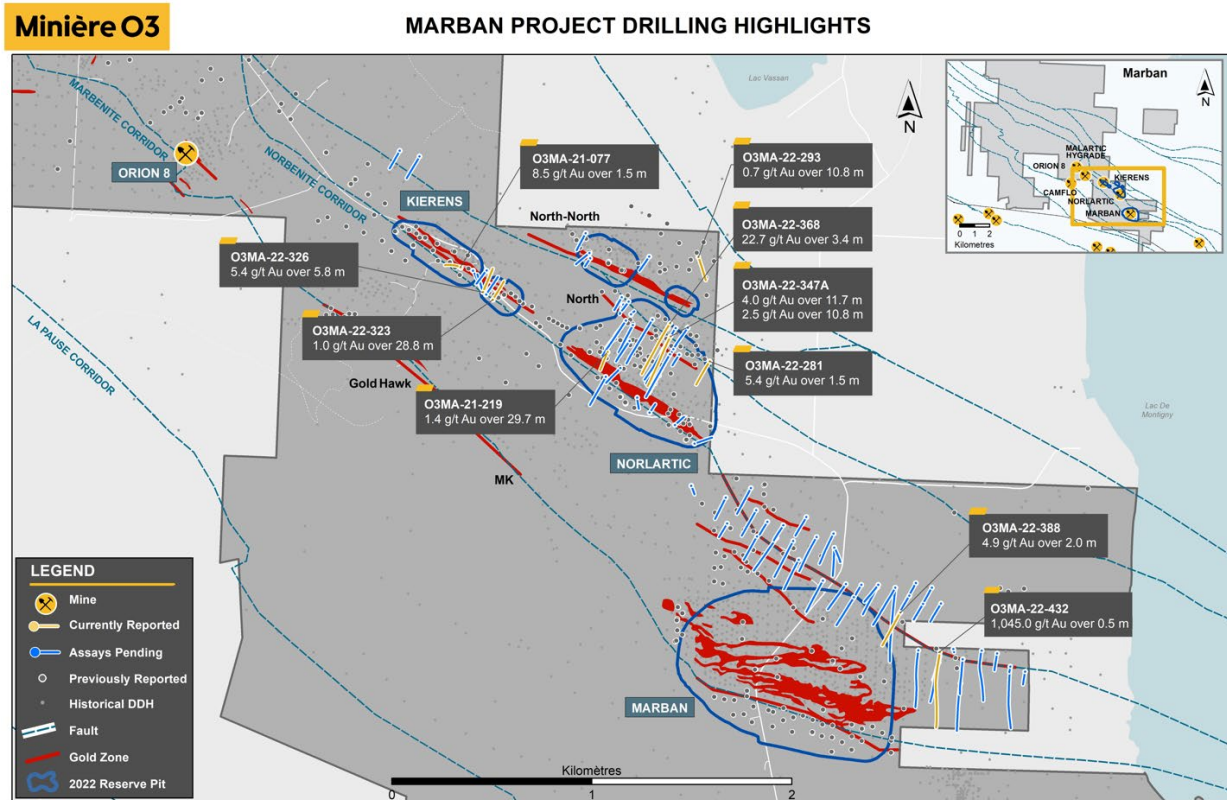 Minière O3
MARBAN PROJECT DRILLING HIGHLIGHTS
MARBENITE CORRIDOR
ORION 8
NORBENITE CORRIDOR
LA PAUSE CORRIDOR
KIERENS
North-North
North
Gold Hawk
MK
NORLARTIC
MARBAN
Lac Vassan
Lac De
Montigny
N
O3MA-21-077
8.5 g/t Au over 1.5 m
O3MA-22-293
0.7 g/t Au over 10.8 m
O3MA-22-368
22.7 g/t Au over 3.4 m
O3MA-22-326
5.4 g/t Au over 5.8 m
O3MA-22-347A
4.0 g/t Au over 11.7 m
2.5 g/t Au over 10.8 m
O3MA-22-323
1.0 g/t Au over 28.8 m
O3MA-22-281
5.4 g/t Au over 1.5 m
O3MA-21-219
1.4 g/t Au over 29.7 m
O3MA-22-388
4.9 g/t Au over 2.0 m
O3MA-22-432
1,045.0 g/t Au over 0.5 m
Marban
N
MALARTIC
HYGRADE
ORION 8
KIERENS
CAMFLO
NORLARTIC
MARBAN
0 1 2
Kilometres
LEGEND
Mine
Currently Reported
Assays Pending
Previously Reported
Historical DDH
Fault
Gold Zone
2022 Reserve Pit
Kilomètres
0 1 2